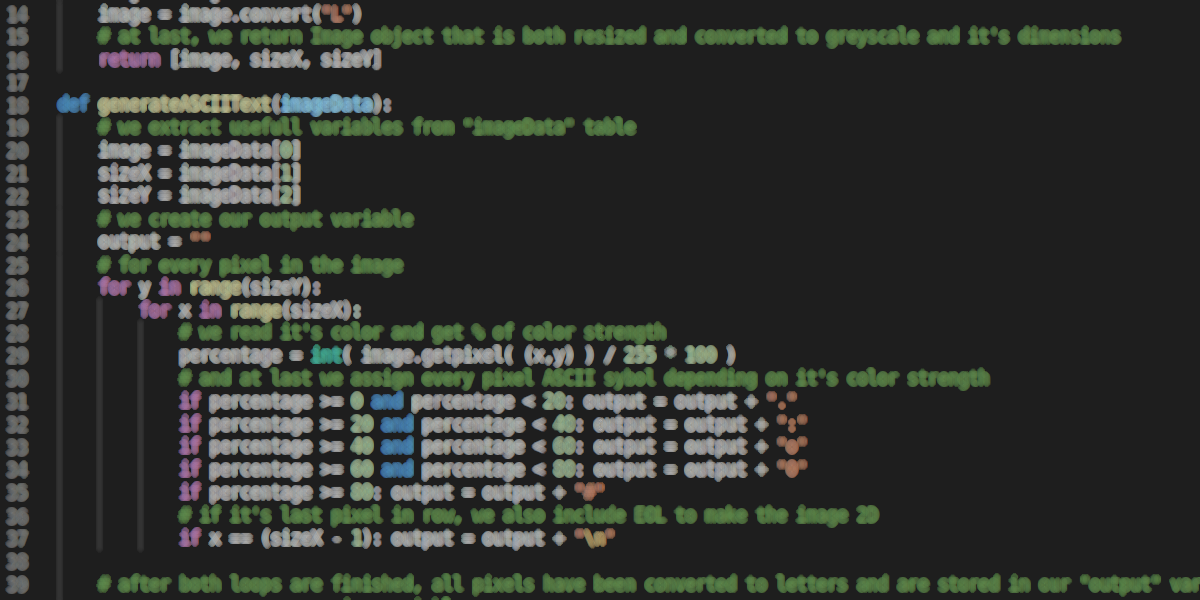 14 image = image.convert("L")
15 # at last, we return Image object that is both resized and converted to greyscale and it's dimensions
16 return [image, sizeX, sizeY]
17
18 def generateASCIIText(imageData):
19 # we extract usefull variables from "imageData" table
20 image = imageData[0]
21 sizeX = imageData[1]
22 sizeY = imageData[2]
23 # we create our output variable
24 output = ""
25 # for every pixel in the image
26 for y in range(sizeY):
27 for x in range(sizeX):
28 # we read it's color and get % of color strength
29 percentage = int( image.getpixel( (x,y) ) / 255 * 100 )
30 # and at last we assign every pixel ASCII sybol depending on it's color strength
31 if percentage >= 0 and percentage < 20: output = output +
32 if percentage >= 20 and percentage < 40: output = output +
33 if percentage >= 40 and percentage < 60: output = output +
34 if percentage >= 60 and percentage < 80: output = output +
35 if percentage >= 80: output = output +
36 # if it's last pixel in row, we also include EOL to make the image 2D
37 if x == (sizeX - 1): output = output + "\n"
38
39 # after both loops are finished, all pixels have been converted to letters and are stored in our "output" var